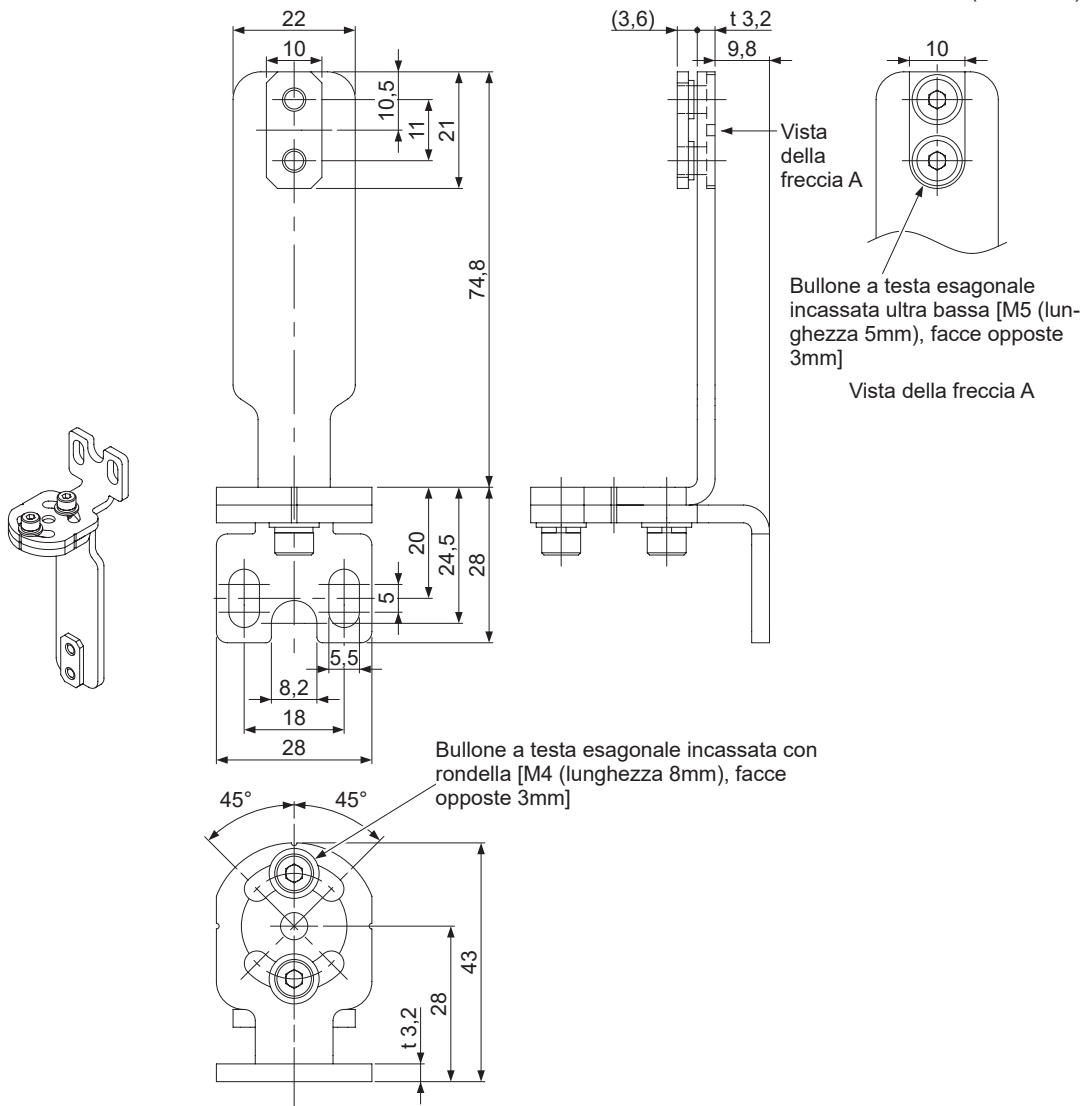 22
10
10,5
11
21
74,8
(3,6)
t 3,2
9,8
Vista
della
freccia A
10
Bullone a testa esagonale
incassata ultra bassa [M5 (lun-
ghezza 5mm), facce opposte
3mm]
Vista della freccia A
20
24,5
28
5
5,5
8,2
18
28
Bullone a testa esagonale incassata con
rondella [M4 (lunghezza 8mm), facce
opposte 3mm]
45°
45°
43
28
t 3,2